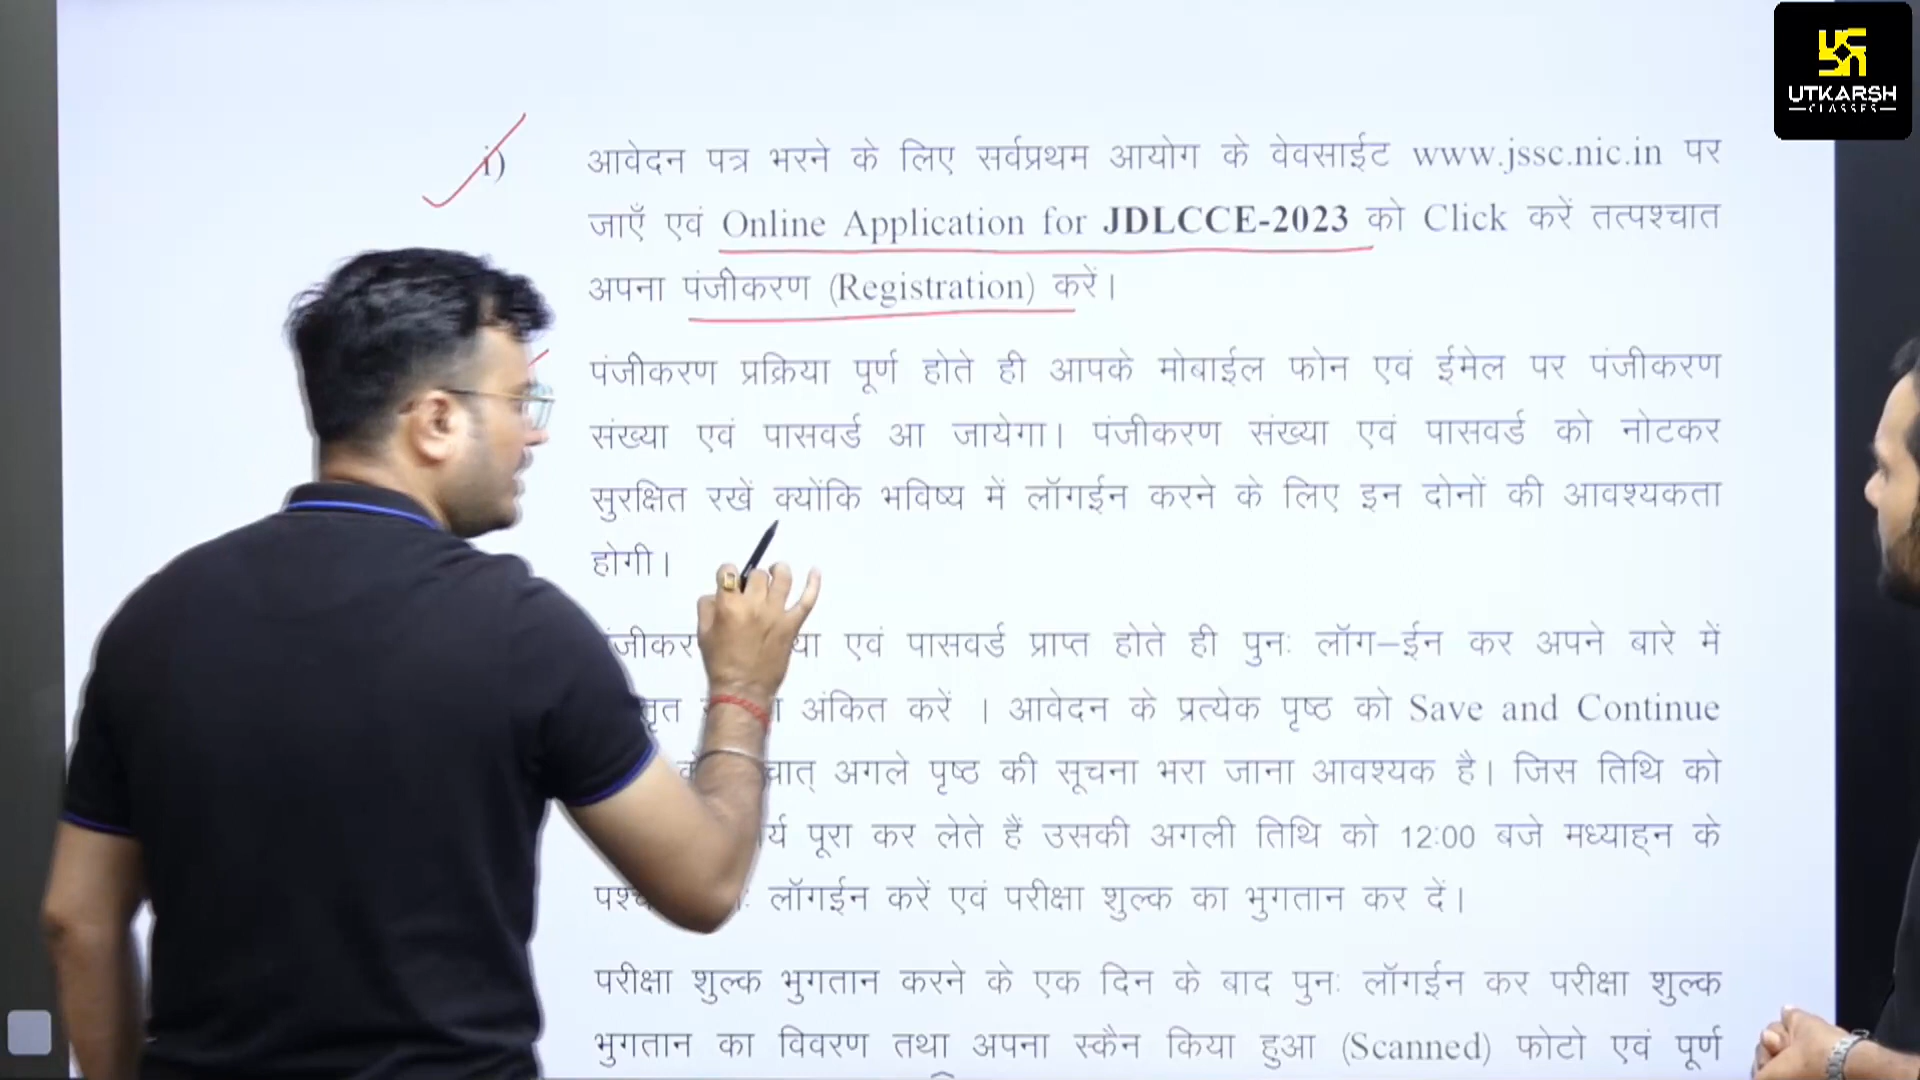 UTKARSH
CLASSES
i) आवेदन पत्र भरने के लिए सर्वप्रथम आयोग के वेवसाईट www.jssc.nic.in पर
जाएँ एवं Online Application for JDLCCE-2023 को Click करें तत्पश्चात
अपना पंजीकरण (Registration) करें।
पंजीकरण प्रक्रिया पूर्ण होते ही आपके मोबाईल फोन एवं ईमेल पर पंजीकरण
संख्या एवं पासवर्ड आ जायेगा। पंजीकरण संख्या एवं पासवर्ड को नोटकर
सुरक्षित रखें क्योंकि भविष्य में लॉगईन करने के लिए इन दोनों की आवश्यकता
होगी।
एवं पासवर्ड प्राप्त होते ही पुनः लॉग–ईन कर अपने बारे में
अंकित करें । आवेदन के प्रत्येक पृष्ठ को Save and Continue
अगले पृष्ठ की सूचना भरा जाना आवश्यक है। जिस तिथि को
पूरा कर लेते हैं उसकी अगली तिथि को 12:00 बजे मध्याह्न के
लॉगईन करें एवं परीक्षा शुल्क का भुगतान कर दें।
परीक्षा शुल्क भुगतान करने के एक दिन के बाद पुनः लॉगईन कर परीक्षा शुल्क
भुगतान का विवरण तथा अपना स्कैन किया हुआ (Scanned) फोटो एवं पूर्ण